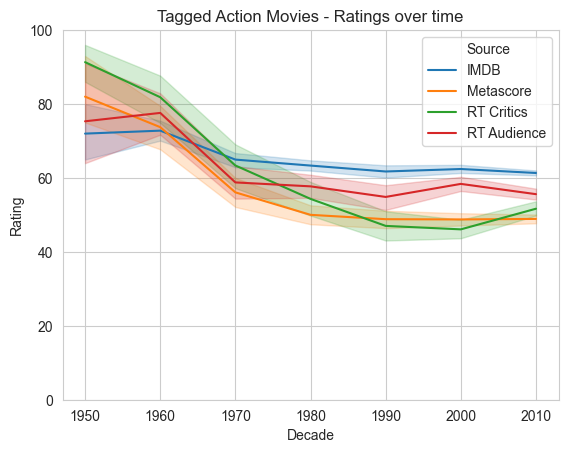 Tagged Action Movies - Ratings over time
100
80
60
40
20
0
Rating
Source
IMDB
Metascore
RT Critics
RT Audience
1950 1960 1970 1980 1990 2000 2010
Decade